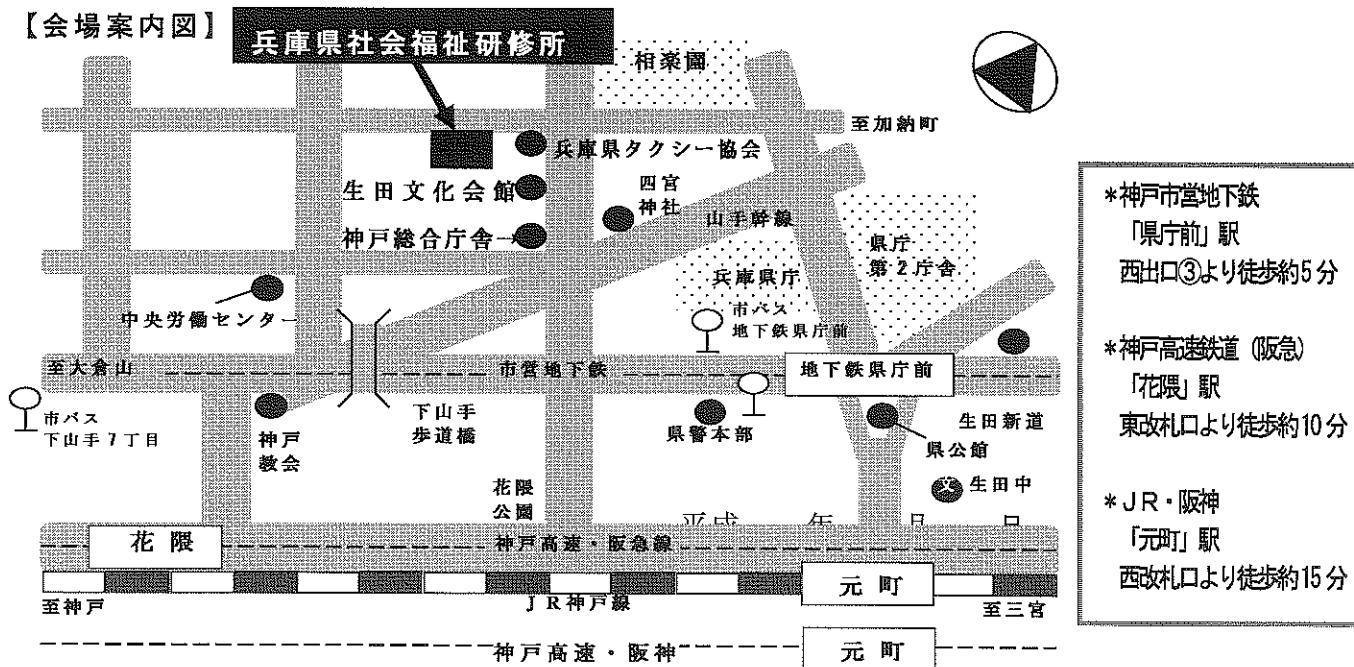 【会場案内図】
兵庫県社会福祉研修所
相楽園
至加納町
兵庫県タクシー協会
生田文化会館
四宮
神社
山手幹線
神戸総合庁舎
県庁
第2庁舎
兵庫県庁
中央労働センター
市バス
地下鉄県庁前
至大倉山
市営地下鉄
地下鉄県庁前
市バス
下山手7丁目
神戸
教会
下山手
歩道橋
県警本部
生田新道
県公館
文
生田中
花隈
公園
平成 年 月 日
花隈
神戸高速・阪急線
元町
至神戸
JR神戸線
至三宮
神戸高速・阪神
元町
*神戸市営地下鉄
「県庁前」駅
西出口③より徒歩約5分
*神戸高速鉄道(阪急)
「花隈」駅
東改札口より徒歩約10分
*JR・阪神
「元町」駅
西改札口より徒歩約15分